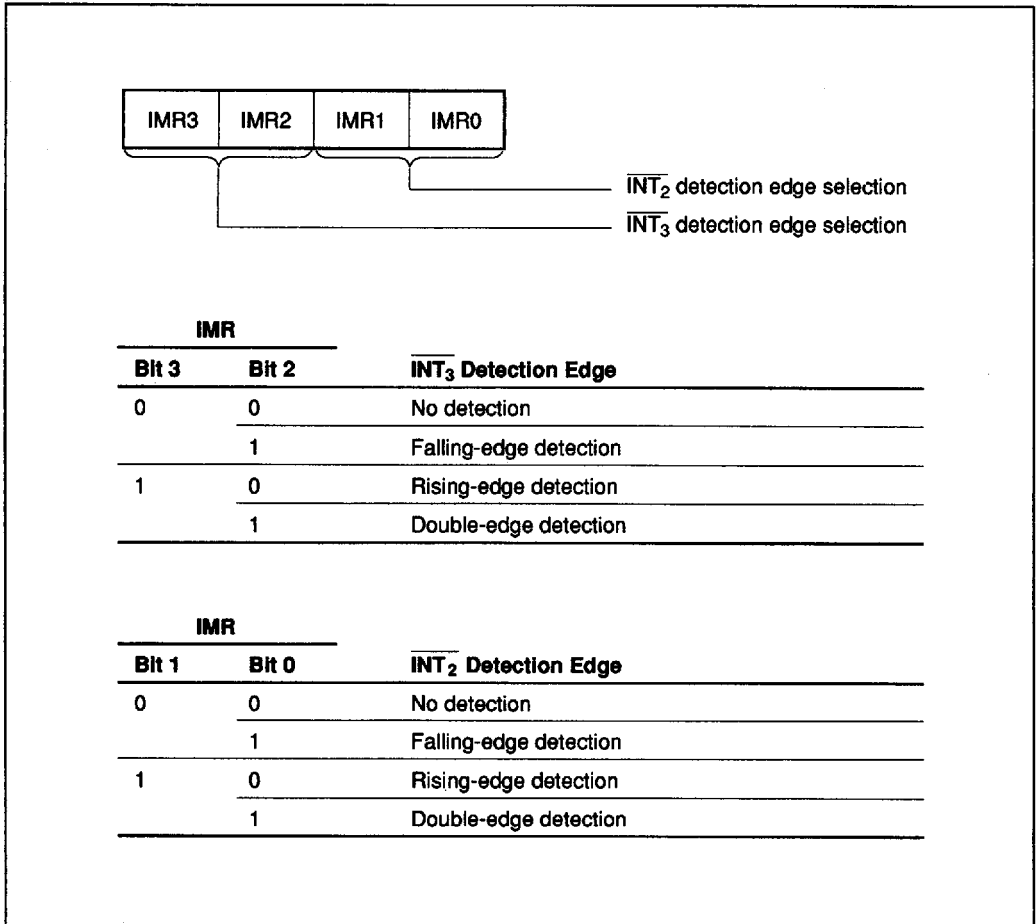 IMR3 IMR2 IMR1 IMR0
INT2 detection edge selection
INT3 detection edge selection
IMR
Bit 3 Bit 2 INT3 Detection Edge
0 0 No detection
1 Falling-edge detection
1 0 Rising-edge detection
1 Double-edge detection
IMR
Bit 1 Bit 0 INT2 Detection Edge
0 0 No detection
1 Falling-edge detection
1 0 Rising-edge detection
1 Double-edge detection